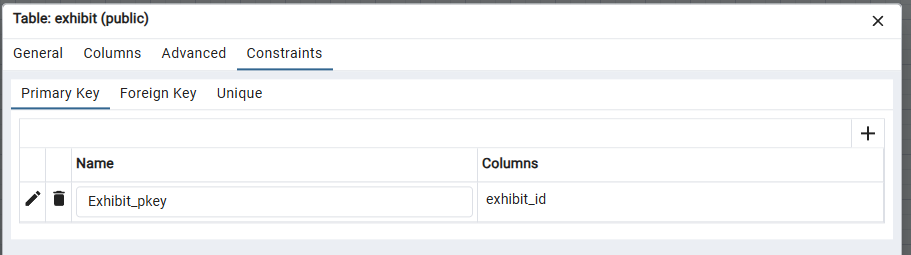 Table: exhibit (public)
General Columns Advanced Constraints
Primary Key Foreign Key Unique
Name Columns
Exhibit_pkey exhibit_id